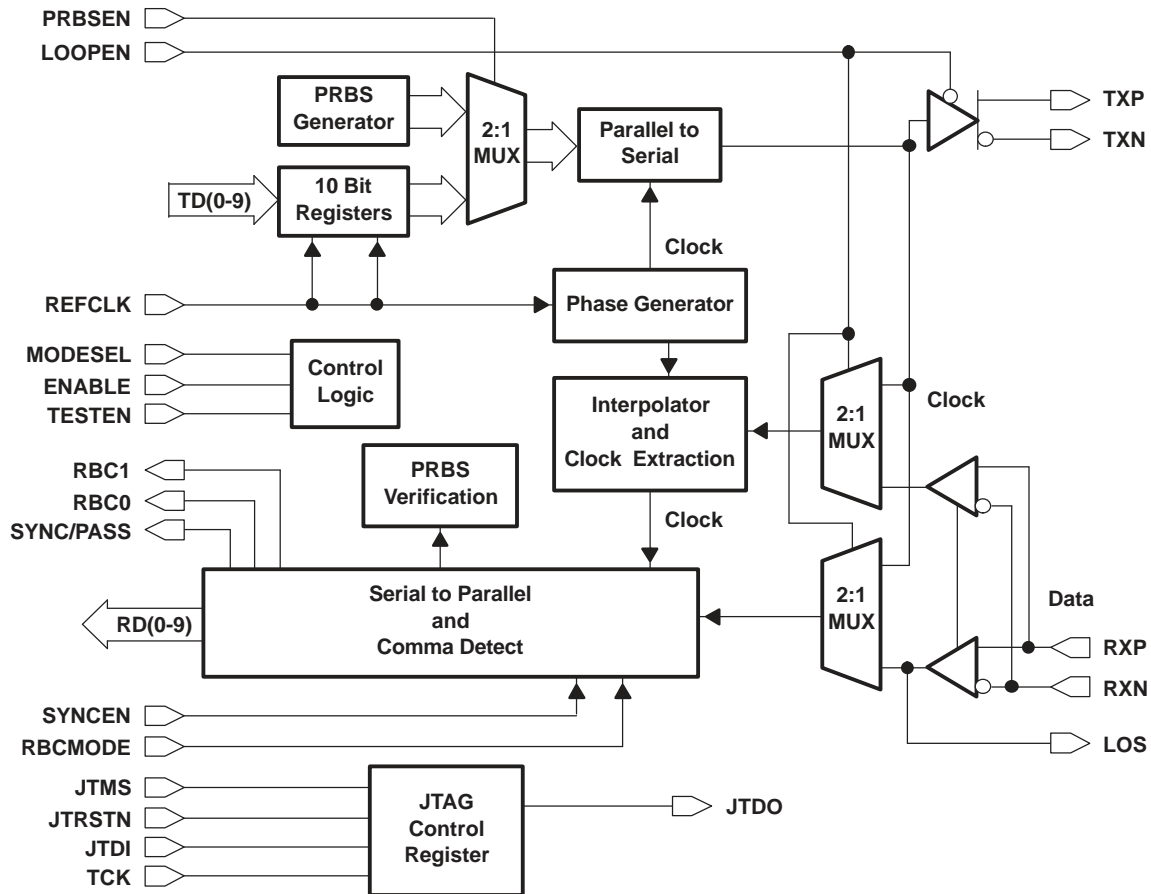 PRBSEN
LOOPEN
PRBS
Generator
2:1
MUX
Parallel to
Serial
TXP
TXN
TD(0-9)
10 Bit
Registers
Clock
REFCLK
Phase Generator
MODESEL
ENABLE
TESTEN
Control
Logic
Interpolator
and
Clock Extraction
2:1
MUX
Clock
RBC1
RBC0
SYNC/PASS
PRBS
Verification
Clock
RD(0-9)
Serial to Parallel
and
Comma Detect
2:1
MUX
Data
RXP
RXN
SYNCEN
RBCMODE
LOS
JTMS
JTRSTN
JTDI
TCK
JTAG
Control
Register
JTDO